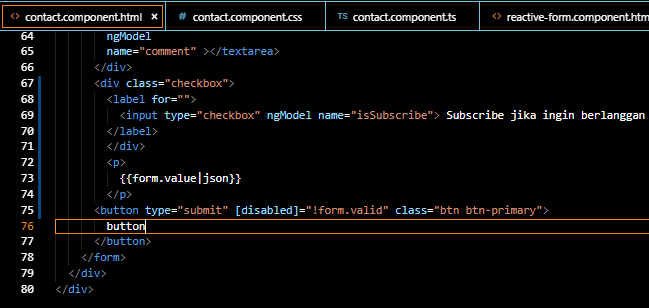 contact.component.html × # contact.component.css TS contact.component.ts reactive-form.component.htm
64 ngModel
65 name="comment" ></textarea>
66 </div>
67 <div class="checkbox">
68 <label for="">
69 <input type="checkbox" ngModel name="isSubscribe"> Subscribe jika ingin berlanggan
70 </label>
71 </div>
72 <p>
73 {{form.value|json}}
74 </p>
75 <button type="submit" [disabled]="!form.valid" class="btn btn-primary">
76 button
77 </button>
78 </form>
79 </div>
80 </div>